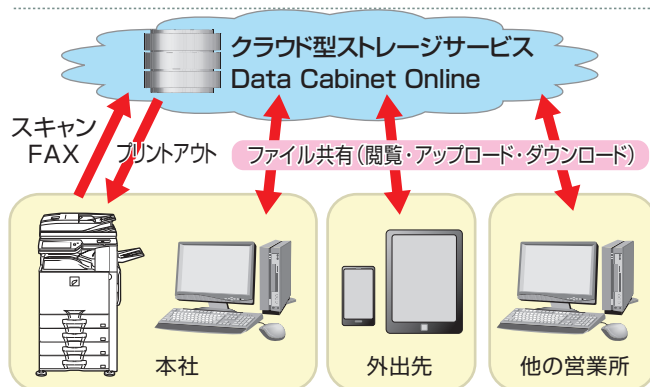 クラウド型ストレージサービス
Data Cabinet Online
スキャン
FAX
プリントアウト
ファイル共有(閲覧・アップロード・ダウンロード)
本社
外出先
他の営業所